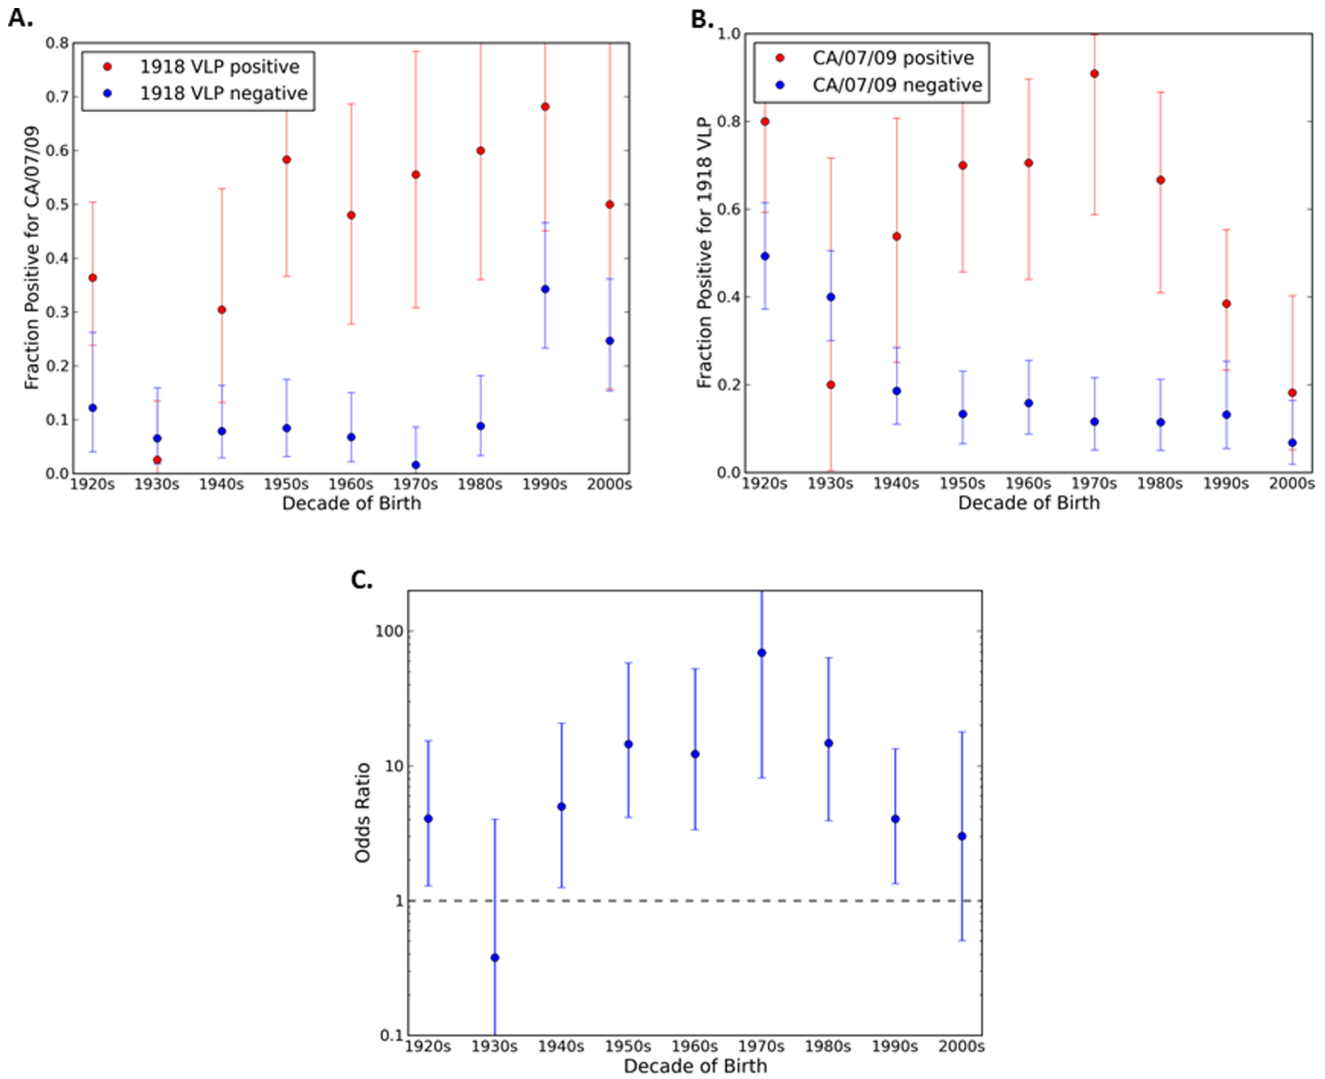 A.
0.8
0.7
0.6
0.5
0.4
0.3
0.2
0.1
0.0
Fraction Positive for CA/07/09
1918 VLP positive
1918 VLP negative
1920s 1930s 1940s 1950s 1960s 1970s 1980s 1990s 2000s
Decade of Birth
B.
1.0
0.8
0.6
0.4
0.2
0.0
Fraction Positive for 1918 VLP
CA/07/09 positive
CA/07/09 negative
1920s 1930s 1940s 1950s 1960s 1970s 1980s 1990s 2000s
Decade of Birth
C.
100
10
1
0.1
Odds Ratio
1920s 1930s 1940s 1950s 1960s 1970s 1980s 1990s 2000s
Decade of Birth